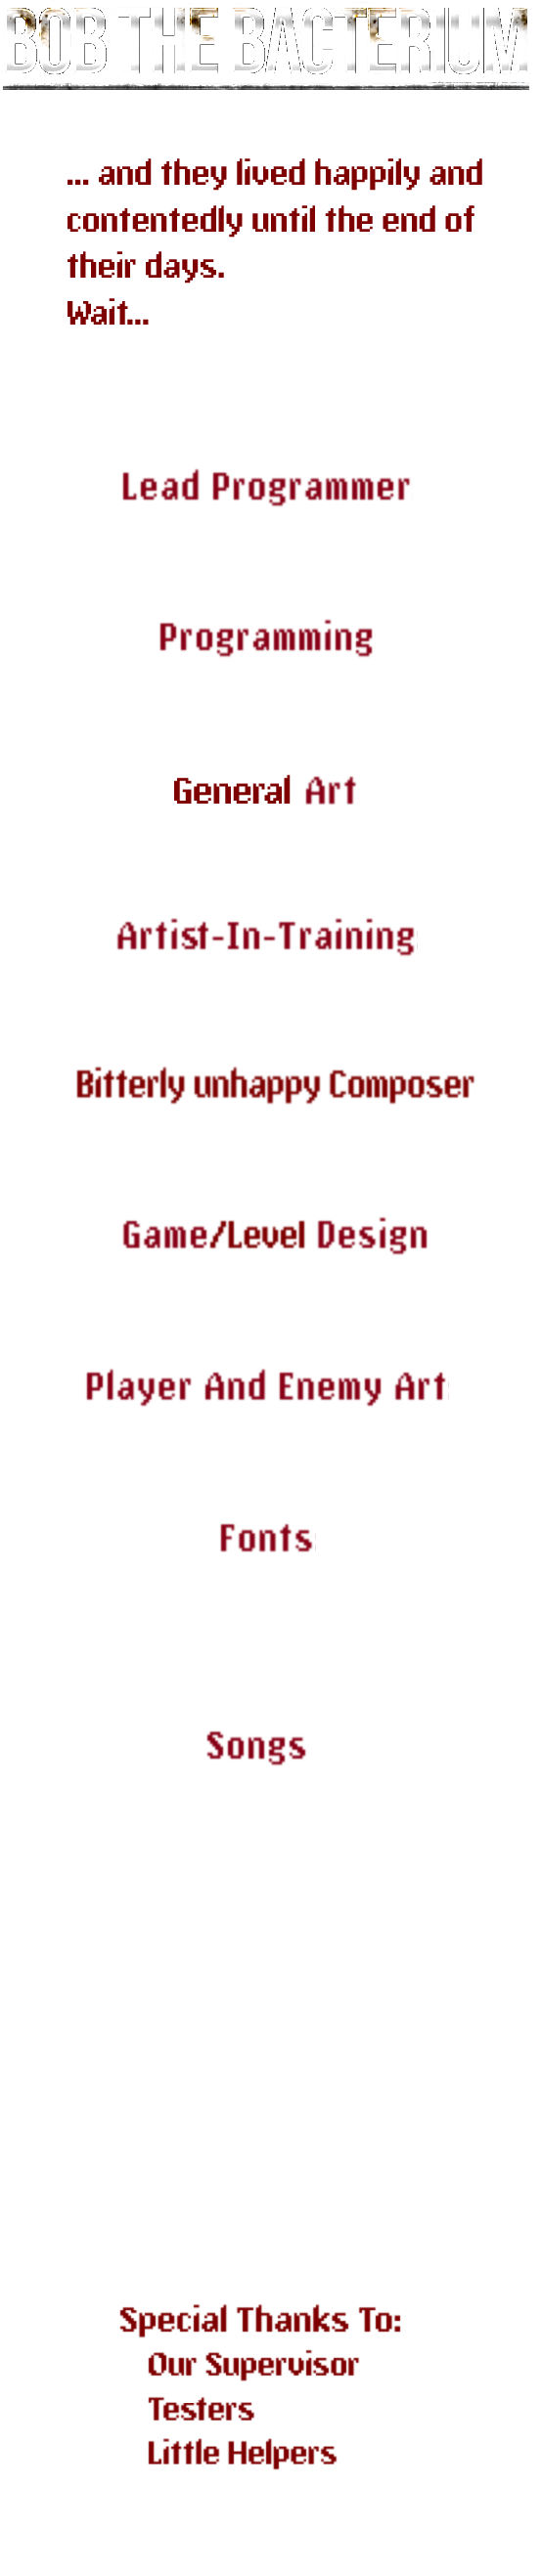 BOB THE BACTERIUM
... and they lived happily and
contentedly until the end of
their days.
Wait...
Lead Programmer
Programming
General Art
Artist-In-Training
Bitterly unhappy Composer
Game/Level Design
Player And Enemy Art
Fonts
Songs
Special Thanks To:
Our Supervisor
Testers
Little Helpers